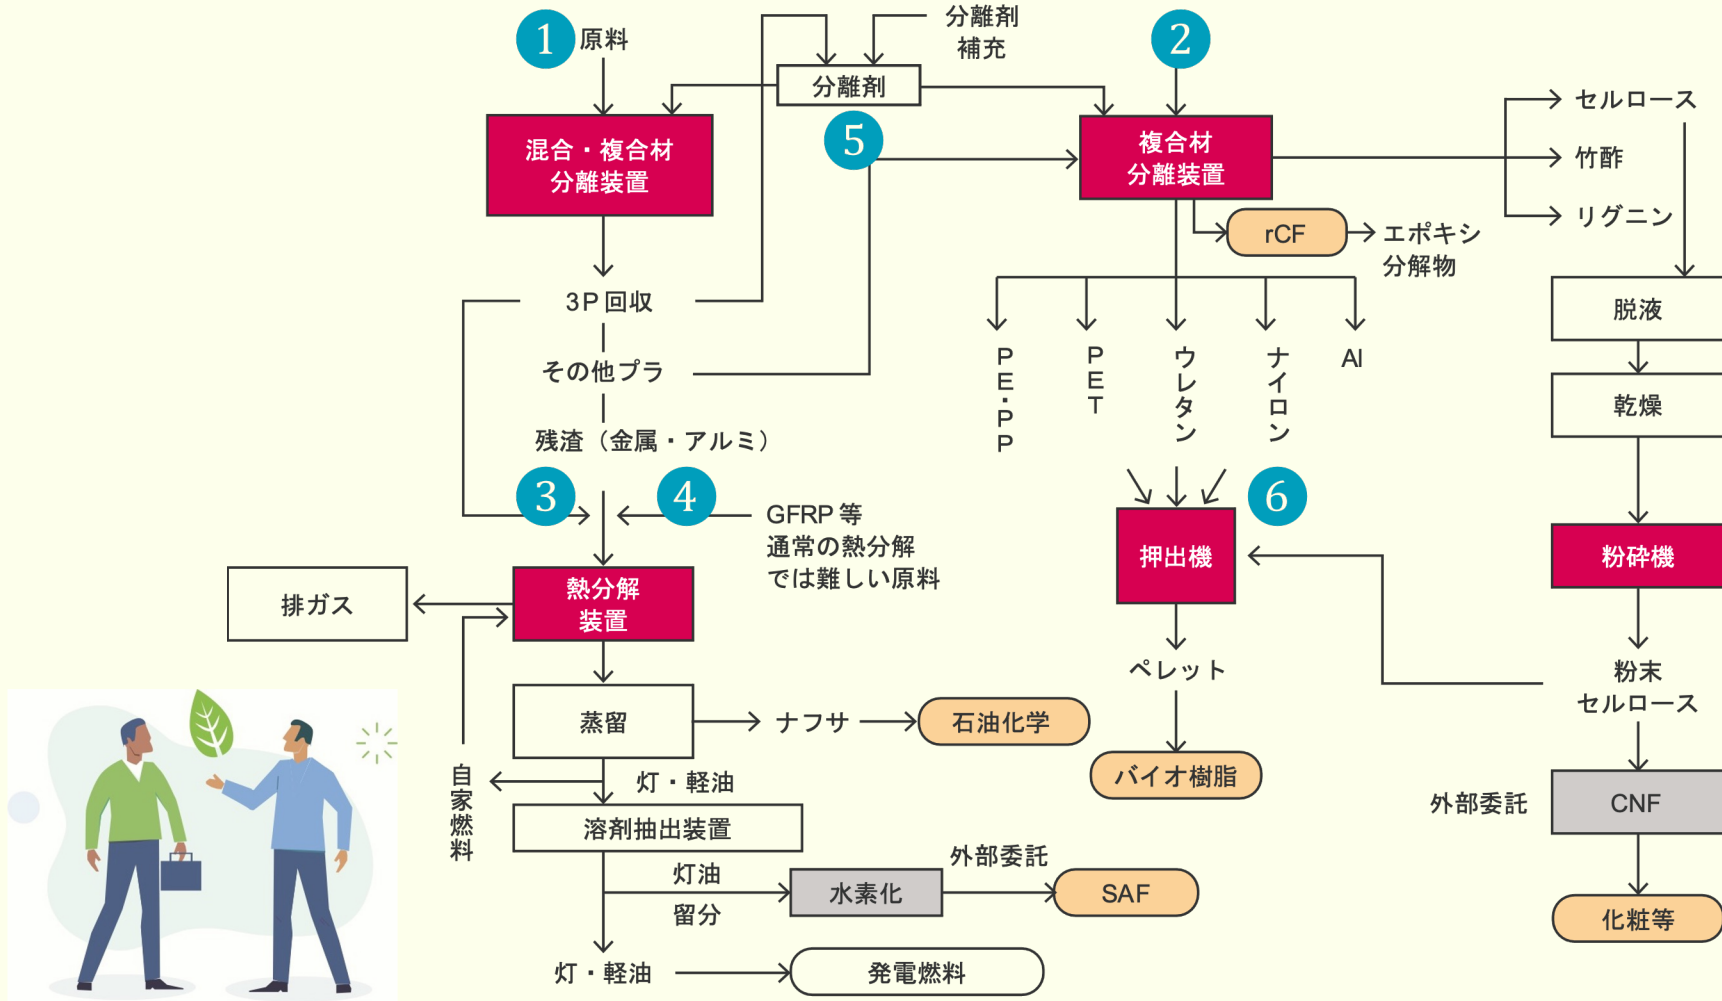 1
原料
分離剤
補充
2
分離剤
混合・複合材
分離装置
5
複合材
分離装置
セルロース
竹酢
リグニン
rCF
エポキシ
分解物
3P回収
その他プラ
残渣（金属・アルミ）
PE・PP
PET
ウレタン
ナイロン
Al
脱液
乾燥
3
4
GFRP 等
通常の熱分解
では難しい原料
6
押出機
粉砕機
排ガス
熱分解
装置
ペレット
粉末
セルロース
蒸留
ナフサ
石油化学
バイオ樹脂
自家燃料
灯・軽油
外部委託
CNF
溶剤抽出装置
灯油
留分
水素化
外部委託
SAF
化粧等
灯・軽油
発電燃料